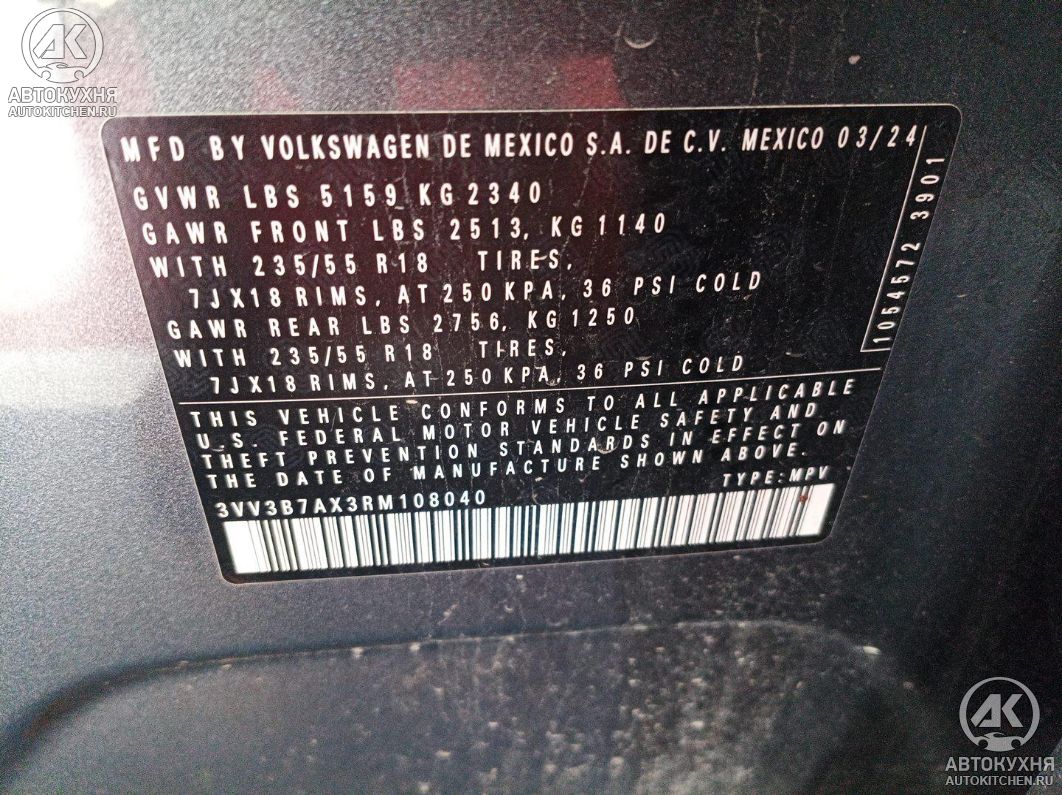 AK
АВТОКУХНЯ
AUTOKITCHEN.RU
MFD BY VOLKSWAGEN DE MEXICO S.A. DE C.V. MEXICO 03/24
GVWR LBS 5159 KG 2340
GAWR FRONT LBS 2513, KG 1140
WITH 235/55 R18 TIRES,
7JX18 RIMS, AT 250 KPA, 36 PSI COLD
GAWR REAR LBS 2756, KG 1250
WITH 235/55 R18 TIRES,
7JX18 RIMS, AT 250 KPA, 36 PSI COLD
1054572 3901
THIS VEHICLE CONFORMS TO ALL APPLICABLE
U.S. FEDERAL MOTOR VEHICLE SAFETY AND
THEFT PREVENTION STANDARDS IN EFFECT ON
THE DATE OF MANUFACTURE SHOWN ABOVE.
3VV3B7AX3RM108040 TYPE:MPV
AK
АВТОКУХНЯ
AUTOKITCHEN.RU